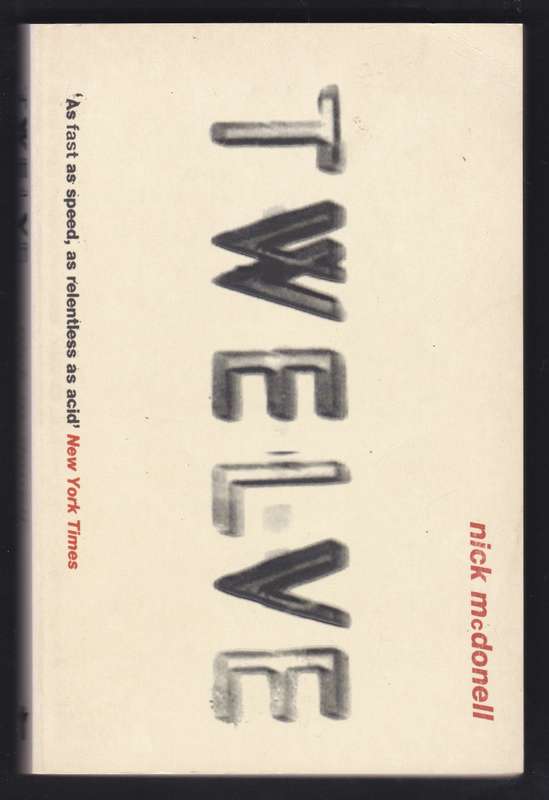 nick mcdonell
TWELVE
‘As fast as speed, as relentless as acid’ New York Times